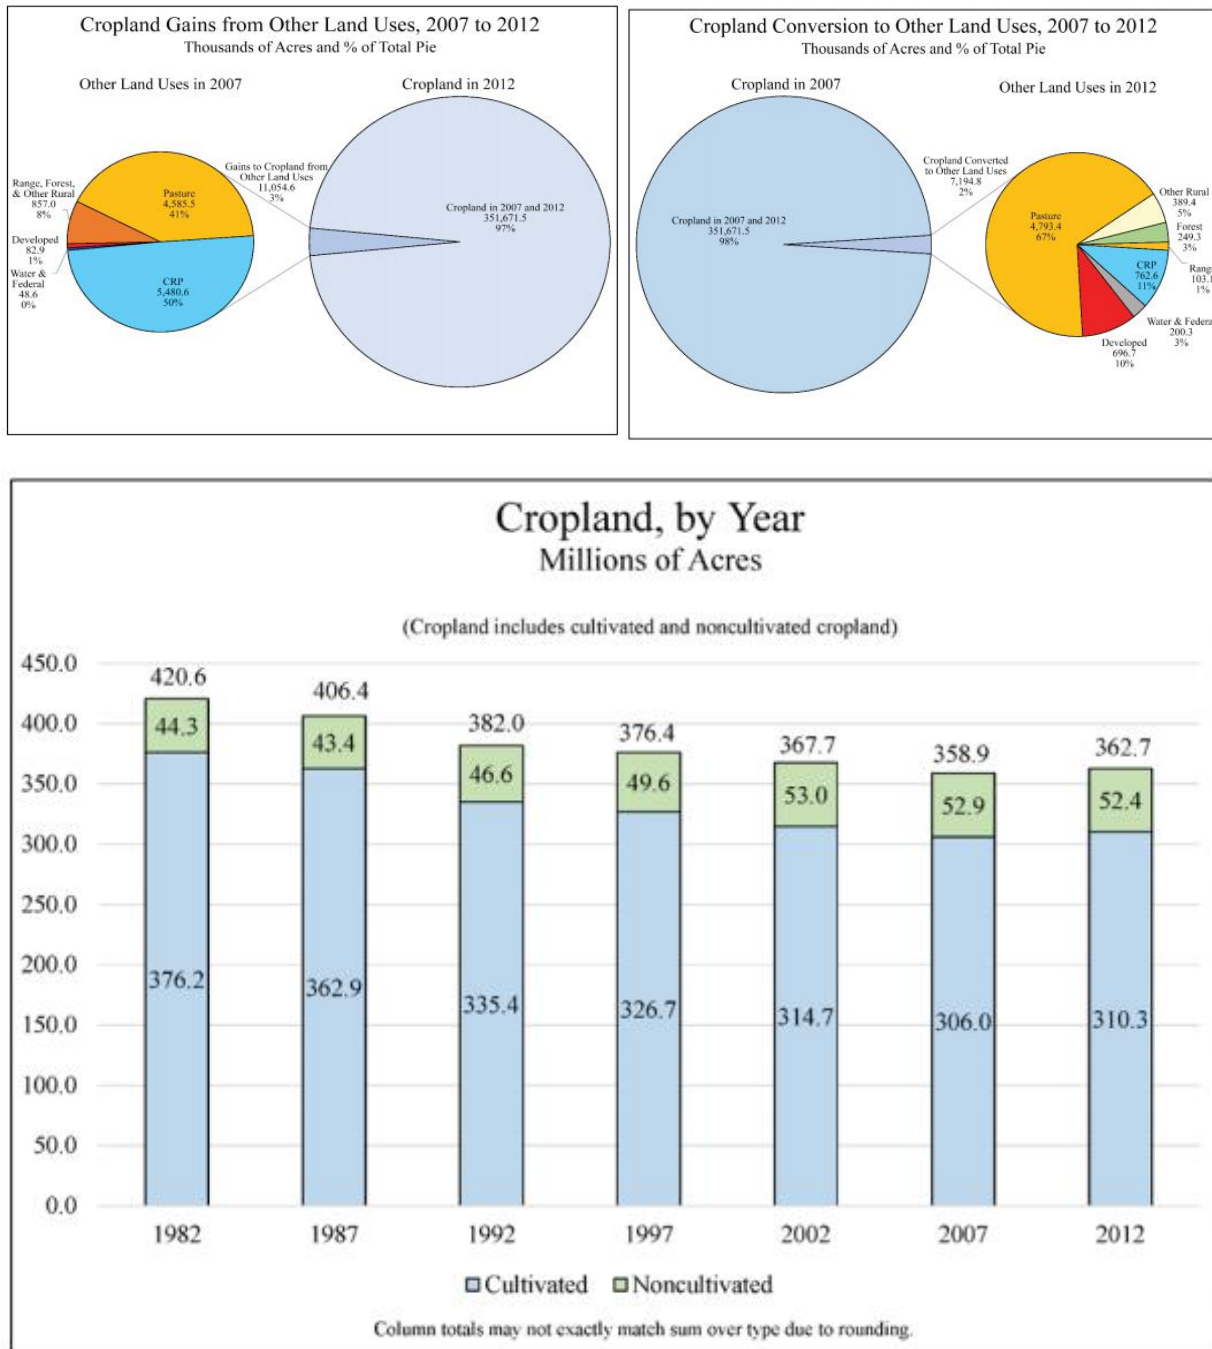 Cropland Gains from Other Land Uses, 2007 to 2012
Thousands of Acres and % of Total Pie
Other Land Uses in 2007
Cropland in 2012
Gains to Cropland from
Other Land Uses
11,054.6
3%
Range, Forest,
& Other Rural
857.0
8%
Pasture
4,585.5
41%
Developed
82.9
1%
Water &
Federal
48.6
0%
CRP
5,480.6
50%
Cropland in 2007 and 2012
351,671.5
97%
Cropland Conversion to Other Land Uses, 2007 to 2012
Thousands of Acres and % of Total Pie
Cropland in 2007
Other Land Uses in 2012
Cropland Converted
to Other Land Uses
7,194.8
2%
Cropland in 2007 and 2012
351,671.5
98%
Pasture
4,793.4
67%
Other Rural
389.4
5%
Forest
249.3
3%
Rang
103.1
1%
CRP
762.6
11%
Water & Federal
200.3
3%
Developed
696.7
10%
Cropland, by Year
Millions of Acres
(Cropland includes cultivated and noncultivated cropland)
450.0
400.0
350.0
300.0
250.0
200.0
150.0
100.0
50.0
0.0
420.6
406.4
382.0
376.4
367.7
358.9
362.7
44.3
43.4
46.6
49.6
53.0
52.9
52.4
376.2
362.9
335.4
326.7
314.7
306.0
310.3
1982
1987
1992
1997
2002
2007
2012
Cultivated
Noncultivated
Column totals may not exactly match sum over type due to rounding.